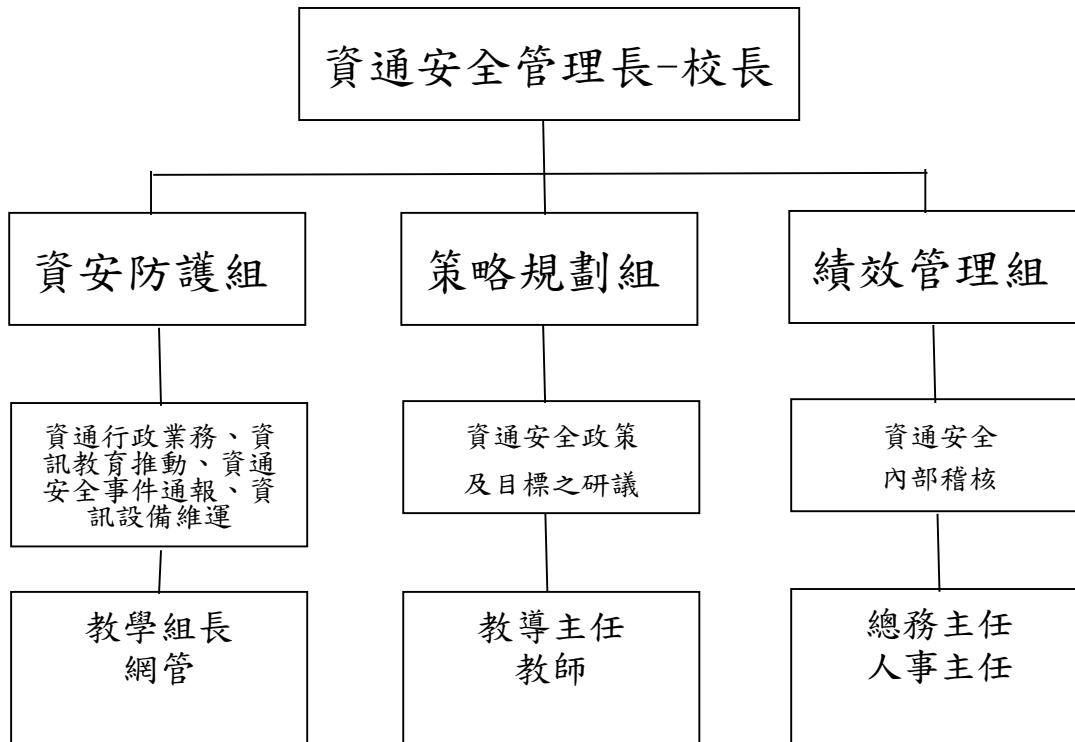 資通安全管理長-校長
資安防護組
策略規劃組
績效管理組
資通行政業務、資
訊教育推動、資通
安全事件通報、資
訊設備維運
資通安全政策
及目標之研議
資通安全
內部稽核
教學組長
網管
教導主任
教師
總務主任
人事主任